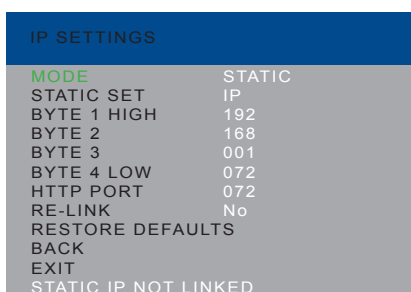 IP SETTINGS
MODE STATIC
STATIC SET IP
BYTE 1 HIGH 192
BYTE 2 168
BYTE 3 001
BYTE 4 LOW 072
HTTP PORT 072
RE-LINK No
RESTORE DEFAULTS
BACK
EXIT
STATIC IP NOT LINKED